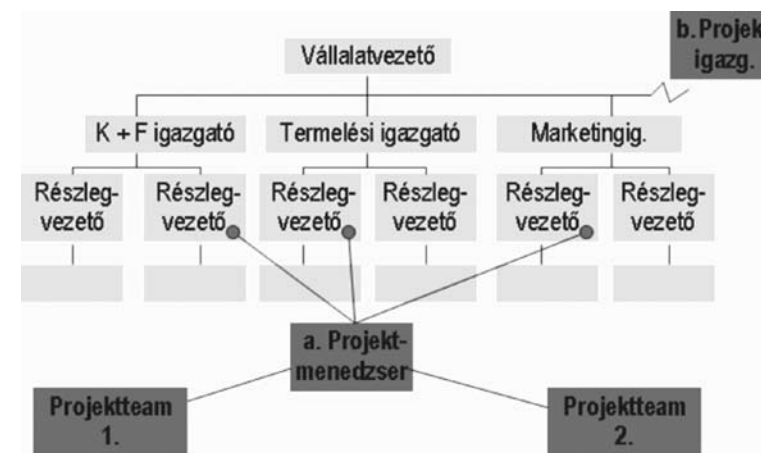 b. Projek
igazg.
Vállalatvezető
K + F igazgató
Termelési igazgató
Marketingig.
Részleg-
vezető
Részleg-
vezető
Részleg-
vezető
Részleg-
vezető
Részleg-
vezető
Részleg-
vezető
a. Projekt-
menedzser
Projektteam
1.
Projektteam
2.